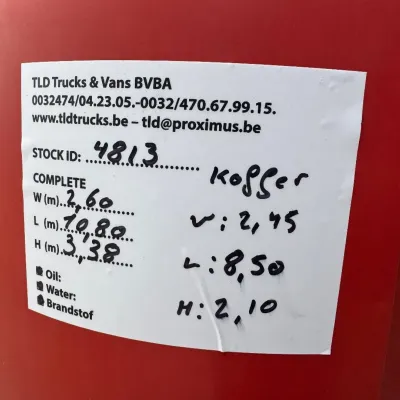 TLD Trucks & Vans BVBA
0032474/04.23.05.-0032/470.67.99.15.
www.tldtrucks.be – tld@proximus.be
STOCK ID: 4813
COMPLETE
W (m) 2,60
L (m) 10,80
H (m) 3,38
Oil:
Water:
Brandstof
Koffer
V: 2,45
L: 8,50
H: 2,10